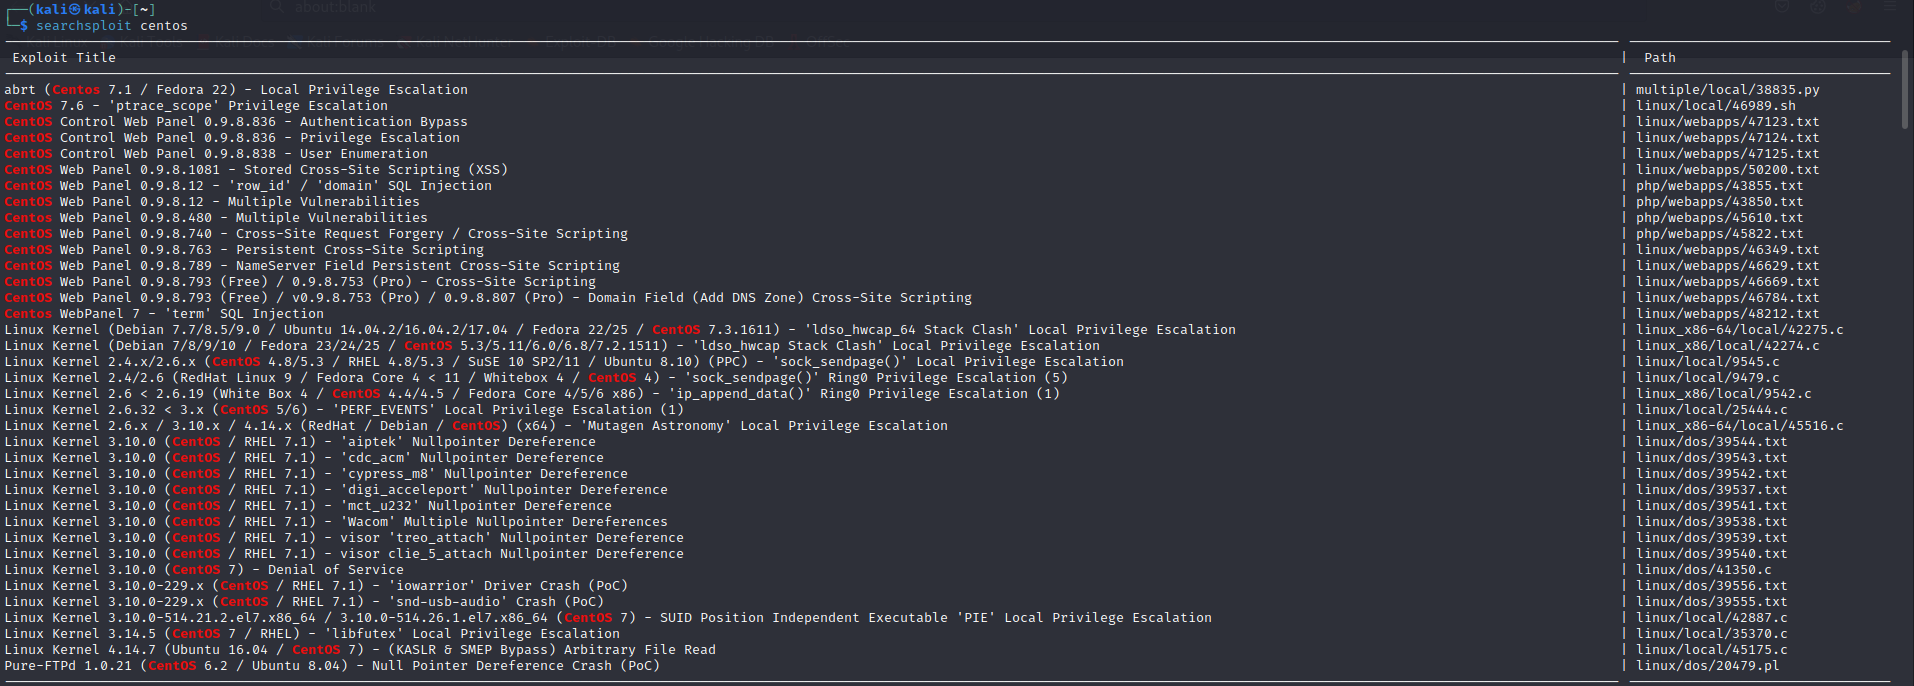 about:blank
┌──(kali㉿kali)-[~]
└─$ searchsploit centos
Exploit Title | Path
abrt (Centos 7.1 / Fedora 22) - Local Privilege Escalation | multiple/local/38835.py
CentOS 7.6 - 'ptrace_scope' Privilege Escalation | linux/local/46989.sh
CentOS Control Web Panel 0.9.8.836 - Authentication Bypass | linux/webapps/47123.txt
CentOS Control Web Panel 0.9.8.836 - Privilege Escalation | linux/webapps/47124.txt
CentOS Control Web Panel 0.9.8.838 - User Enumeration | linux/webapps/47125.txt
CentOS Web Panel 0.9.8.1081 - Stored Cross-Site Scripting (XSS) | linux/webapps/50200.txt
CentOS Web Panel 0.9.8.12 - 'row_id' / 'domain' SQL Injection | php/webapps/43855.txt
CentOS Web Panel 0.9.8.12 - Multiple Vulnerabilities | php/webapps/43850.txt
Centos Web Panel 0.9.8.480 - Multiple Vulnerabilities | php/webapps/45610.txt
CentOS Web Panel 0.9.8.740 - Cross-Site Request Forgery / Cross-Site Scripting | php/webapps/45822.txt
CentOS Web Panel 0.9.8.763 - Persistent Cross-Site Scripting | linux/webapps/46349.txt
CentOS Web Panel 0.9.8.789 - NameServer Field Persistent Cross-Site Scripting | linux/webapps/46629.txt
CentOS Web Panel 0.9.8.793 (Free) / 0.9.8.753 (Pro) - Cross-Site Scripting | linux/webapps/46669.txt
CentOS Web Panel 0.9.8.793 (Free) / v0.9.8.753 (Pro) / 0.9.8.807 (Pro) - Domain Field (Add DNS Zone) Cross-Site Scripting | linux/webapps/46784.txt
Centos WebPanel 7 - 'term' SQL Injection | linux/webapps/48212.txt
Linux Kernel (Debian 7.7/8.5/9.0 / Ubuntu 14.04.2/16.04.2/17.04 / Fedora 22/25 / CentOS 7.3.1611) - 'ldso_hwcap_64 Stack Clash' Local Privilege Escalation | linux_x86-64/local/42275.c
Linux Kernel (Debian 7/8/9/10 / Fedora 23/24/25 / CentOS 5.3/5.11/6.0/6.8/7.2.1511) - 'ldso_hwcap Stack Clash' Local Privilege Escalation | linux_x86/local/42274.c
Linux Kernel 2.4.x/2.6.x (CentOS 4.8/5.3 / RHEL 4.8/5.3 / SuSE 10 SP2/11 / Ubuntu 8.10) (PPC) - 'sock_sendpage()' Local Privilege Escalation | linux/local/9545.c
Linux Kernel 2.4/2.6 (RedHat Linux 9 / Fedora Core 4 < 11 / Whitebox 4 / CentOS 4) - 'sock_sendpage()' Ring0 Privilege Escalation (5) | linux/local/9479.c
Linux Kernel 2.6 < 2.6.19 (White Box 4 / CentOS 4.4/4.5 / Fedora Core 4/5/6 x86) - 'ip_append_data()' Ring0 Privilege Escalation (1) | linux_x86/local/9542.c
Linux Kernel 2.6.32 < 3.x (CentOS 5/6) - 'PERF_EVENTS' Local Privilege Escalation (1) | linux/local/25444.c
Linux Kernel 2.6.x / 3.10.x / 4.14.x (RedHat / Debian / CentOS) (x64) - 'Mutagen Astronomy' Local Privilege Escalation | linux_x86-64/local/45516.c
Linux Kernel 3.10.0 (CentOS / RHEL 7.1) - 'aiptek' Nullpointer Dereference | linux/dos/39544.txt
Linux Kernel 3.10.0 (CentOS / RHEL 7.1) - 'cdc_acm' Nullpointer Dereference | linux/dos/39543.txt
Linux Kernel 3.10.0 (CentOS / RHEL 7.1) - 'cypress_m8' Nullpointer Dereference | linux/dos/39542.txt
Linux Kernel 3.10.0 (CentOS / RHEL 7.1) - 'digi_acceleport' Nullpointer Dereference | linux/dos/39537.txt
Linux Kernel 3.10.0 (CentOS / RHEL 7.1) - 'mct_u232' Nullpointer Dereference | linux/dos/39541.txt
Linux Kernel 3.10.0 (CentOS / RHEL 7.1) - 'Wacom' Multiple Nullpointer Dereferences | linux/dos/39538.txt
Linux Kernel 3.10.0 (CentOS / RHEL 7.1) - visor 'treo_attach' Nullpointer Dereference | linux/dos/39539.txt
Linux Kernel 3.10.0 (CentOS / RHEL 7.1) - visor clie_5_attach Nullpointer Dereference | linux/dos/39540.txt
Linux Kernel 3.10.0 (CentOS 7) - Denial of Service | linux/dos/41350.c
Linux Kernel 3.10.0-229.x (CentOS / RHEL 7.1) - 'iowarrior' Driver Crash (PoC) | linux/dos/39556.txt
Linux Kernel 3.10.0-229.x (CentOS / RHEL 7.1) - 'snd-usb-audio' Crash (PoC) | linux/dos/39555.txt
Linux Kernel 3.10.0-514.21.2.el7.x86_64 / 3.10.0-514.26.1.el7.x86_64 (CentOS 7) - SUID Position Independent Executable 'PIE' Local Privilege Escalation | linux/local/42887.c
Linux Kernel 3.14.5 (CentOS 7 / RHEL) - 'libfutex' Local Privilege Escalation | linux/local/35370.c
Linux Kernel 4.14.7 (Ubuntu 16.04 / CentOS 7) - (KASLR & SMEP Bypass) Arbitrary File Read | linux/local/45175.c
Pure-FTPd 1.0.21 (CentOS 6.2 / Ubuntu 8.04) - Null Pointer Dereference Crash (PoC) | linux/dos/20479.pl